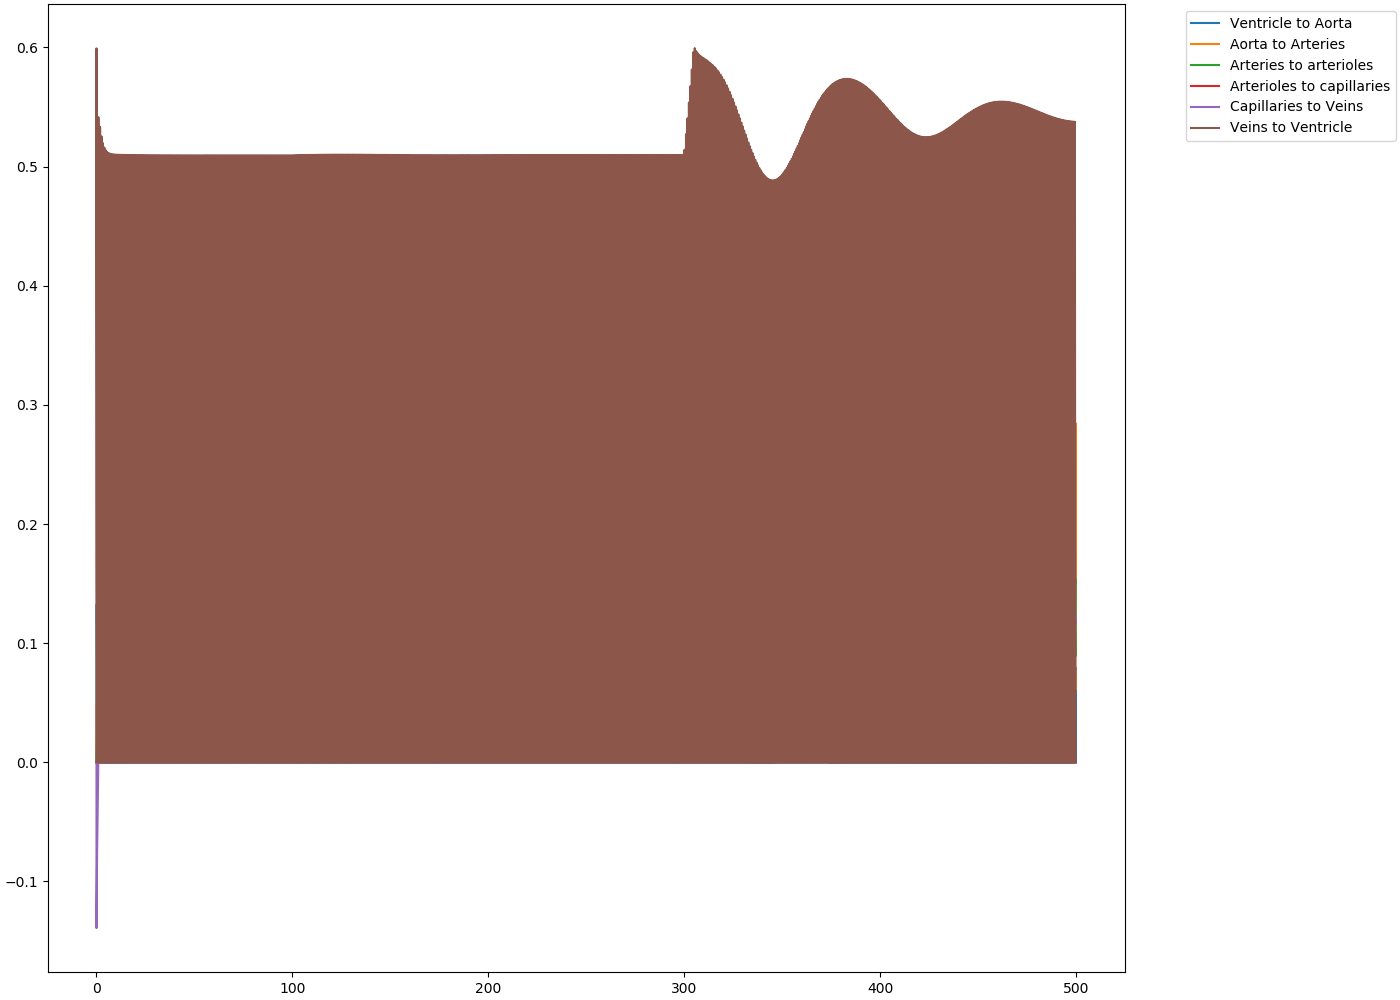 Ventricle to Aorta
Aorta to Arteries
Arteries to arterioles
Arterioles to capillaries
Capillaries to Veins
Veins to Ventricle
0.6
0.5
0.4
0.3
0.2
0.1
0.0
−0.1
0 100 200 300 400 500